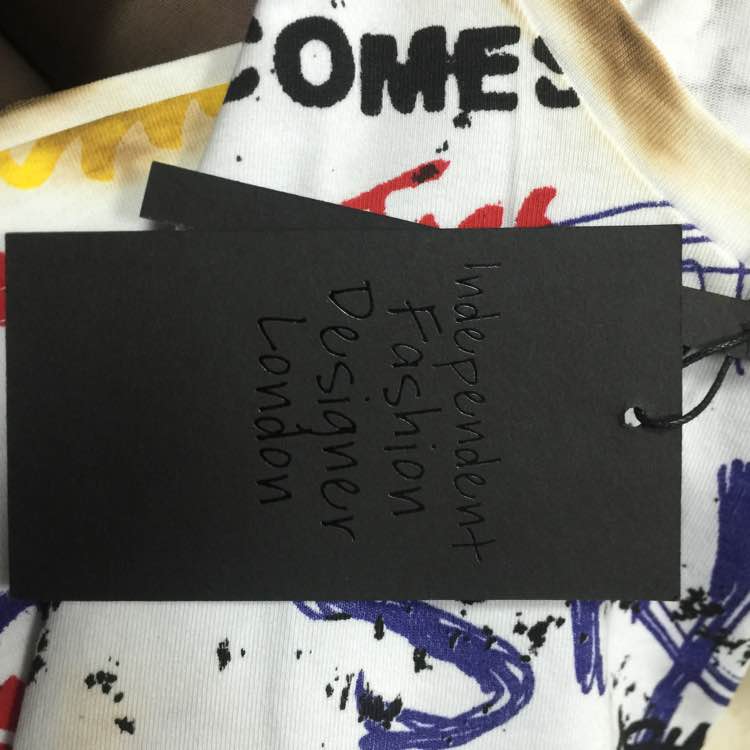 COMES
Independent
Fashion
Designer
London